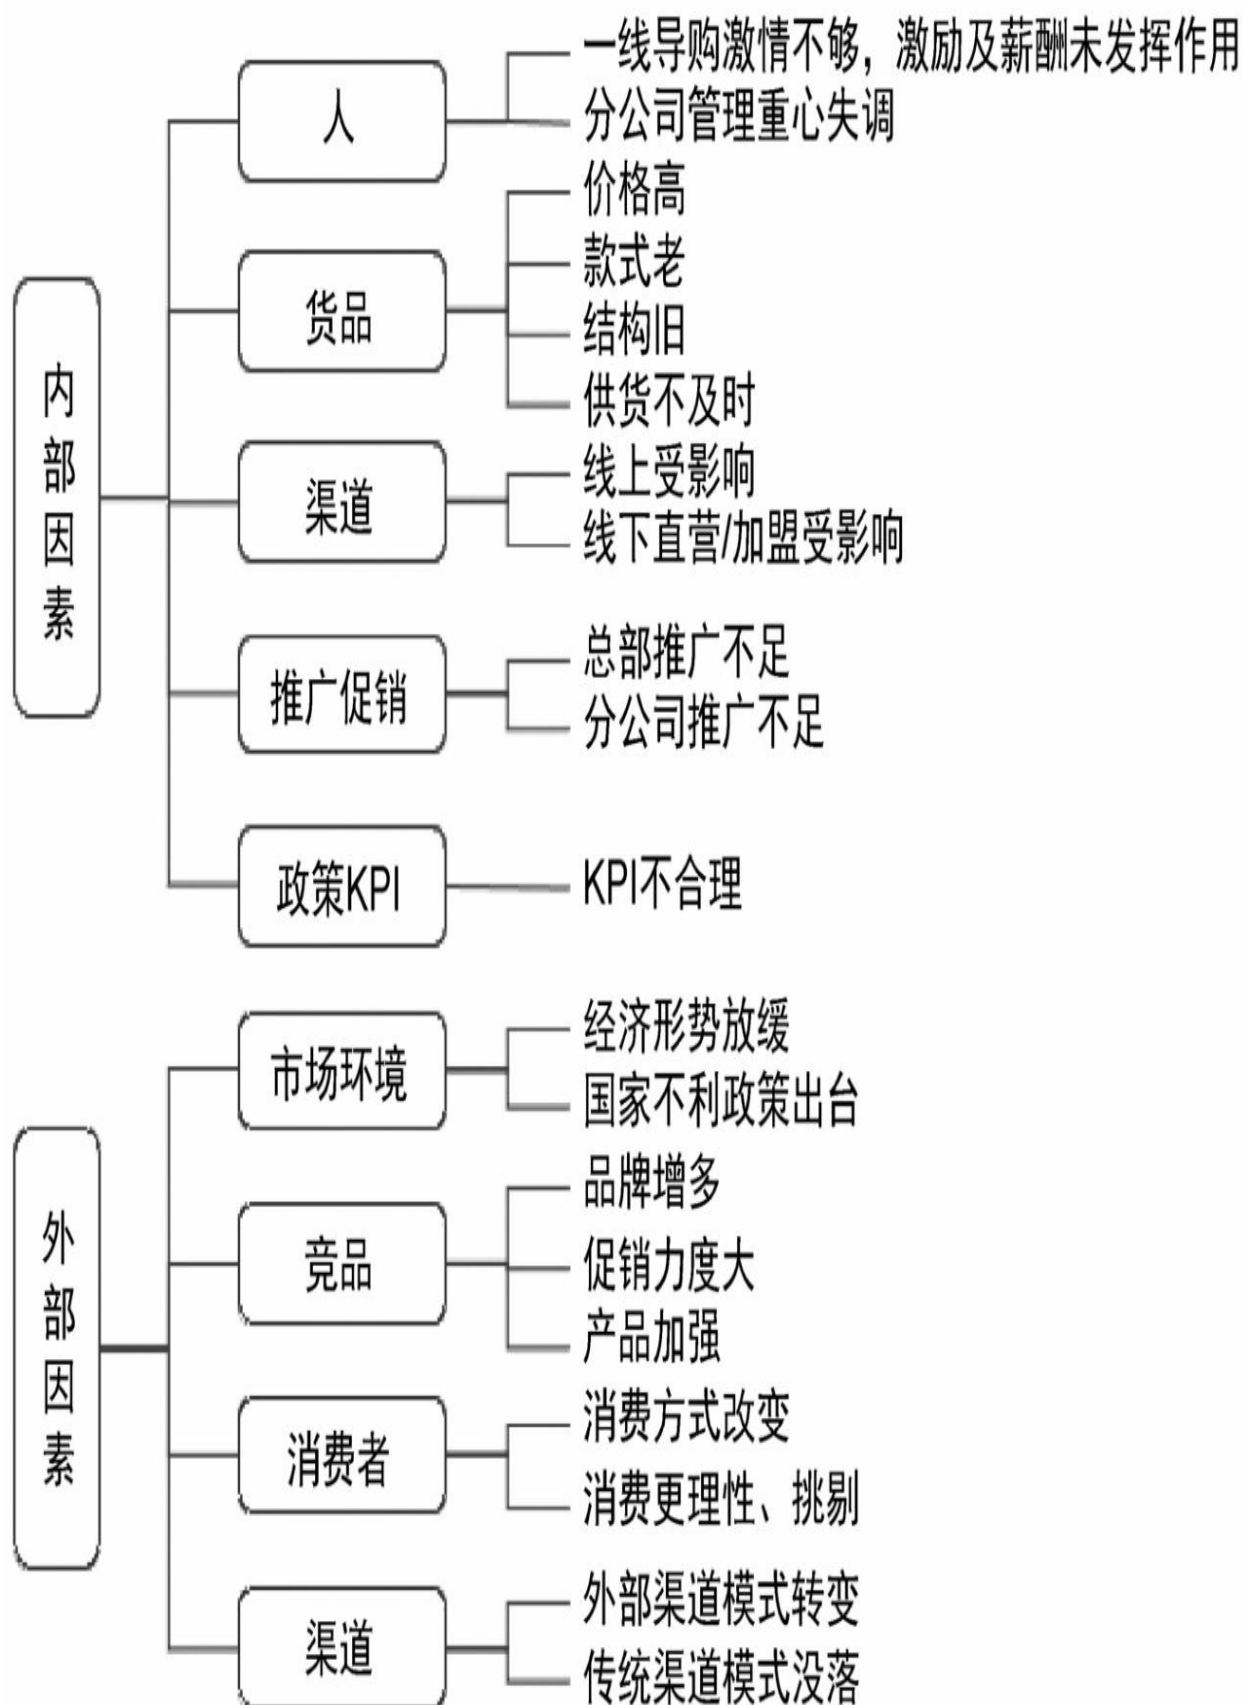 内部因素
人
一线导购激情不够，激励及薪酬未发挥作用
分公司管理重心失调
货品
价格高
款式老
结构旧
供货不及时
渠道
线上受影响
线下直营/加盟受影响
推广促销
总部推广不足
分公司推广不足
政策KPI
KPI不合理
外部因素
市场环境
经济形势放缓
国家不利政策出台
竞品
品牌增多
促销力度大
产品加强
消费者
消费方式改变
消费更理性、挑剔
渠道
外部渠道模式转变
传统渠道模式没落